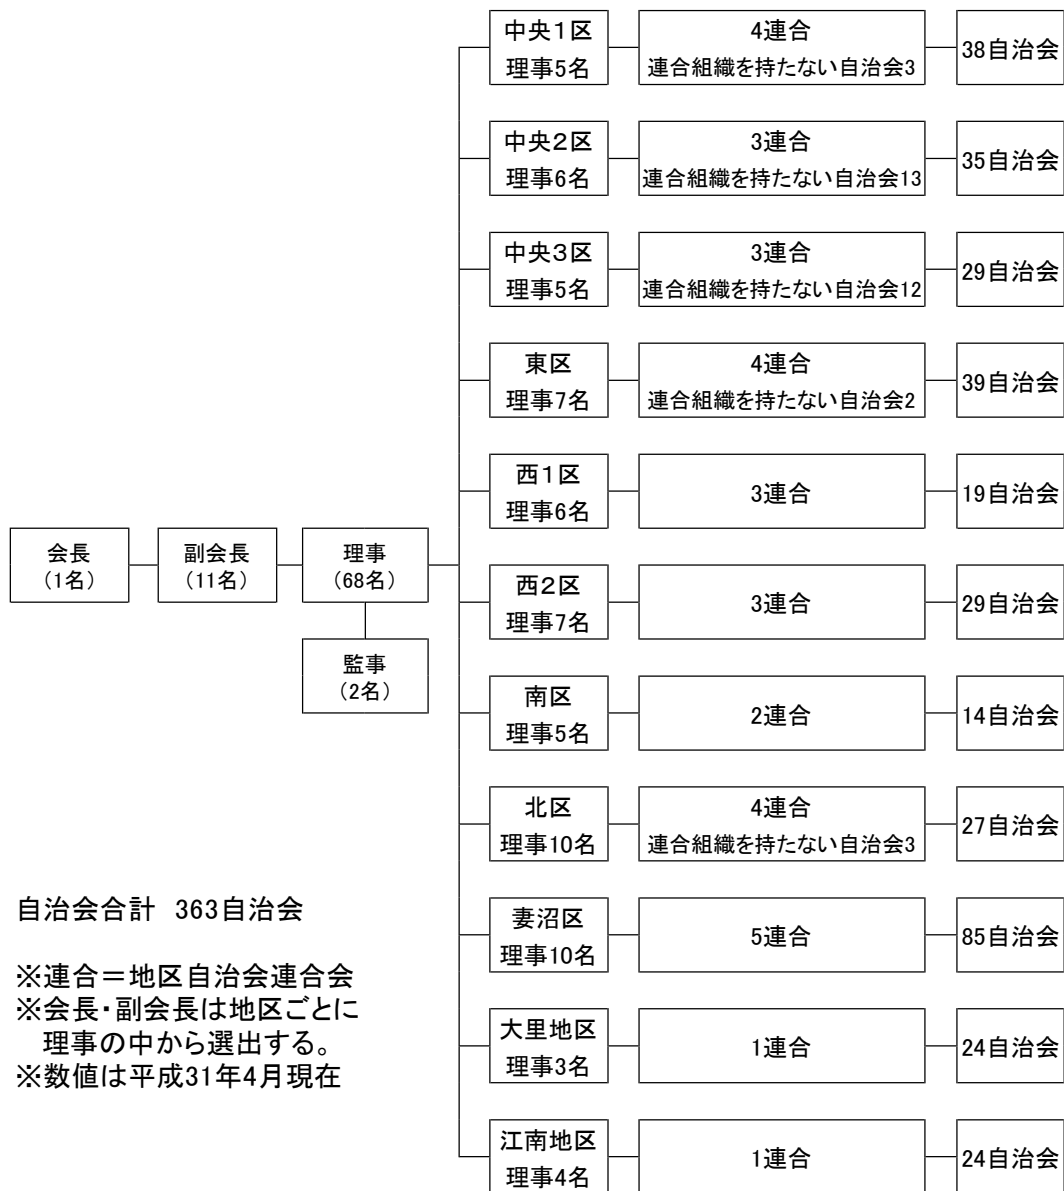 中央１区
理事5名
4連合
連合組織を持たない自治会3
38自治会
中央２区
理事6名
3連合
連合組織を持たない自治会13
35自治会
中央３区
理事5名
3連合
連合組織を持たない自治会12
29自治会
東区
理事7名
4連合
連合組織を持たない自治会2
39自治会
西１区
理事6名
3連合
19自治会
会長
（1名）
副会長
（11名）
理事
（68名）
監事
（2名）
西２区
理事7名
3連合
29自治会
南区
理事5名
2連合
14自治会
北区
理事10名
4連合
連合組織を持たない自治会3
27自治会
妻沼区
理事10名
5連合
85自治会
大里地区
理事3名
1連合
24自治会
江南地区
理事4名
1連合
24自治会
自治会合計 363自治会
※連合＝地区自治会連合会
※会長・副会長は地区ごとに
理事の中から選出する。
※数値は平成31年4月現在